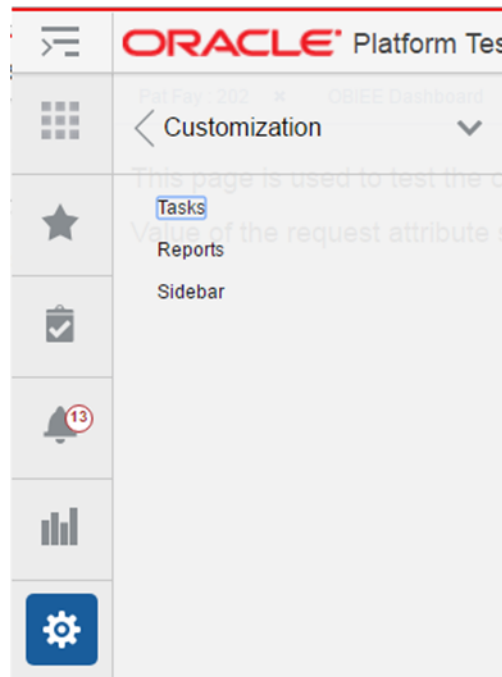 ORACLE® Platform Tes
Pat Fay : 202 × OBIEE Dashboard
Customization
This page is used to test the
Tasks
Value of the request attribute
Reports
Sidebar
13